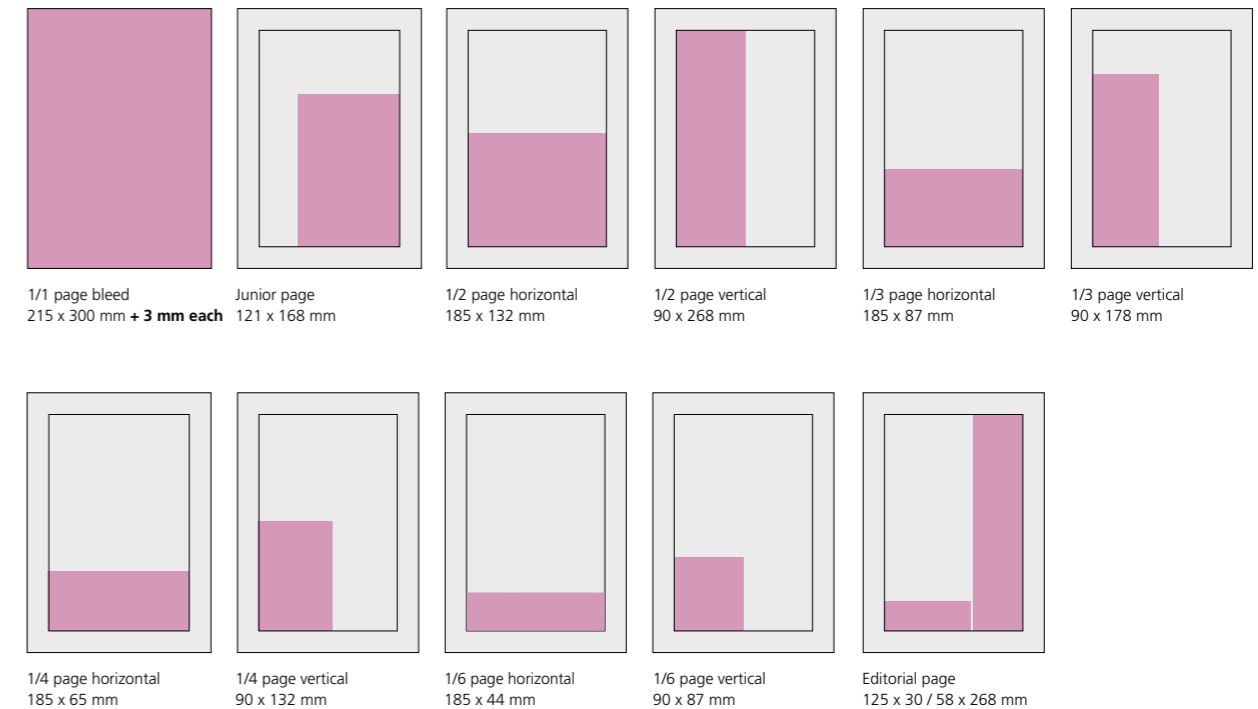 1/1 page bleed
215 x 300 mm + 3 mm each
Junior page
121 x 168 mm
1/2 page horizontal
185 x 132 mm
1/2 page vertical
90 x 268 mm
1/3 page horizontal
185 x 87 mm
1/3 page vertical
90 x 178 mm
1/4 page horizontal
185 x 65 mm
1/4 page vertical
90 x 132 mm
1/6 page horizontal
185 x 44 mm
1/6 page vertical
90 x 87 mm
Editorial page
125 x 30 / 58 x 268 mm